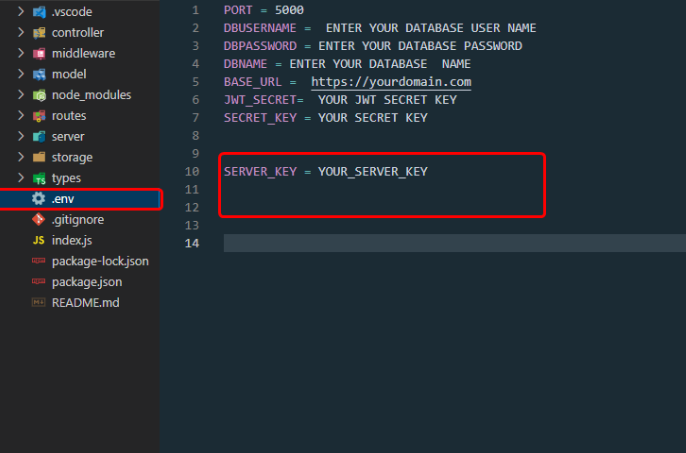 .vscode
controller
middleware
model
node_modules
routes
server
storage
types
.env
.gitignore
JS index.js
package-lock.json
package.json
README.md
1 PORT = 5000
2 DBUSERNAME =  ENTER YOUR DATABASE USER NAME
3 DBPASSWORD = ENTER YOUR DATABASE PASSWORD
4 DBNAME = ENTER YOUR DATABASE  NAME
5 BASE_URL =  https://yourdomain.com
6 JWT_SECRET=  YOUR JWT SECRET KEY
7 SECRET_KEY = YOUR SECRET KEY
8
9
10 SERVER_KEY = YOUR_SERVER_KEY
11
12
13
14